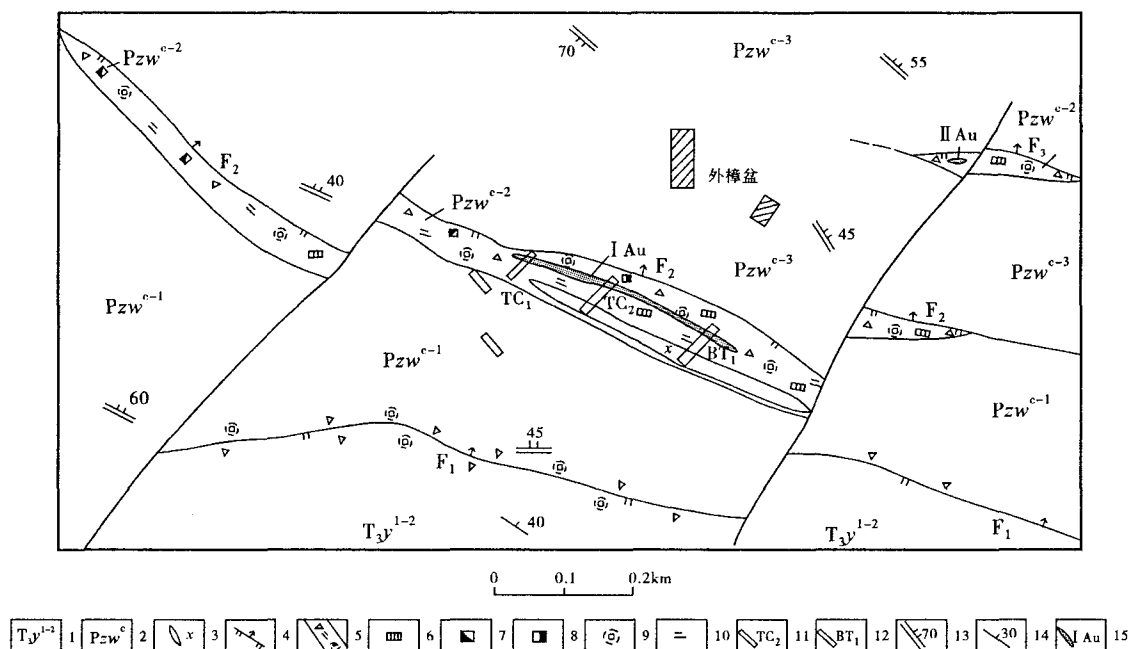 70
Pzw^{c-3}
55
Pzw^{c-2}
Pzw^{c-2}
II Au
F₃
F₂
40
外樟盆
Pzw^{c-2}
45
I Au
F₂
Pzw^{c-3}
Pzw^{c-3}
Pzw^{c-1}
TC₁
TC₂
F₂
Pzw^{c-1}
x
BT₁
60
Pzw^{c-1}
45
F₁
T₃y^{1-2}
40
T₃y^{1-2}
F₁
0 0.1 0.2km
T₃y^{1-2} 1 Pzw^{c} 2 x 3 4 5 6 7 8 9 10 TC₂ 11 BT₁ 12 70 13 30 14 I Au 15